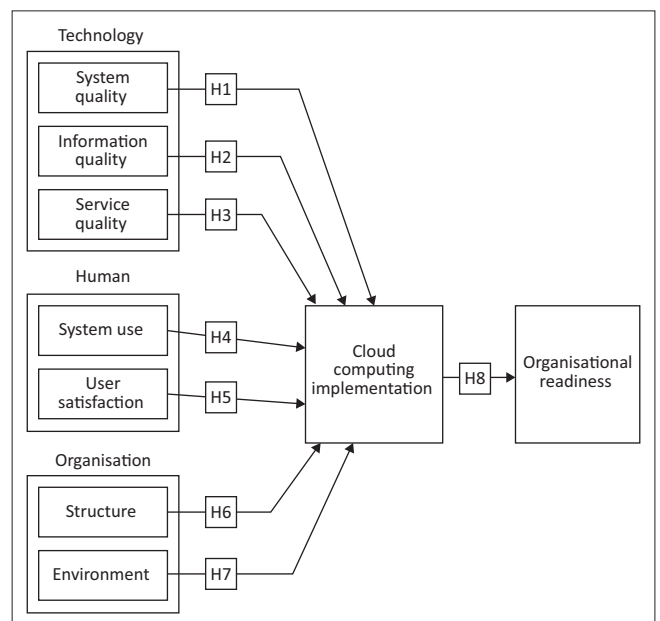 Technology
System
quality
H1
Information
quality
H2
Service
quality
H3
Human
System use
H4
User
satisfaction
H5
Cloud
computing
implementation
H8
Organisational
readiness
Organisation
Structure
H6
Environment
H7